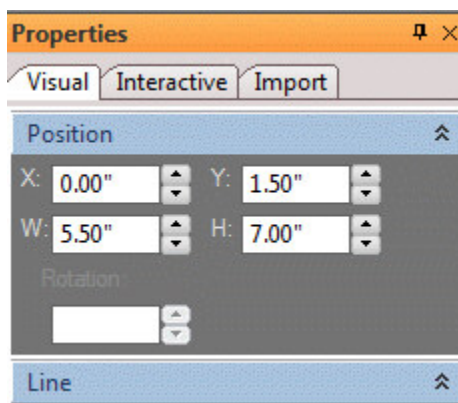 Properties
Visual Interactive Import
Position
X: 0.00" Y: 1.50"
W: 5.50" H: 7.00"
Rotation:
Line